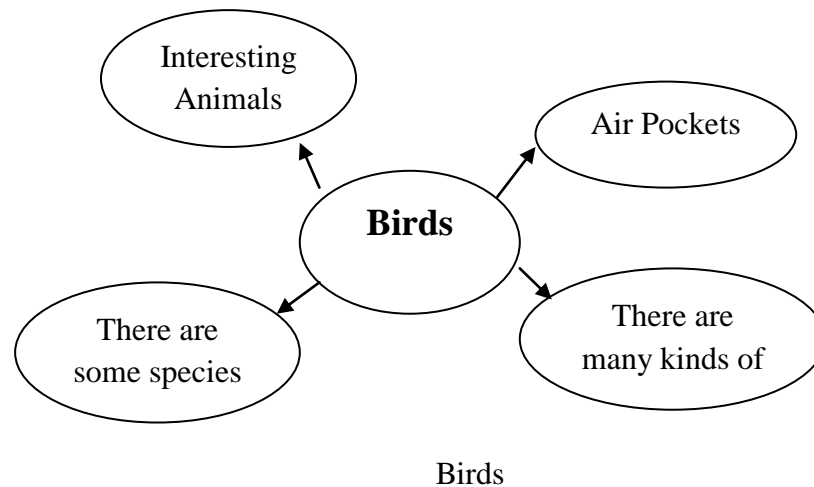 Interesting
Animals
Air Pockets
Birds
There are
some species
There are
many kinds of
Birds